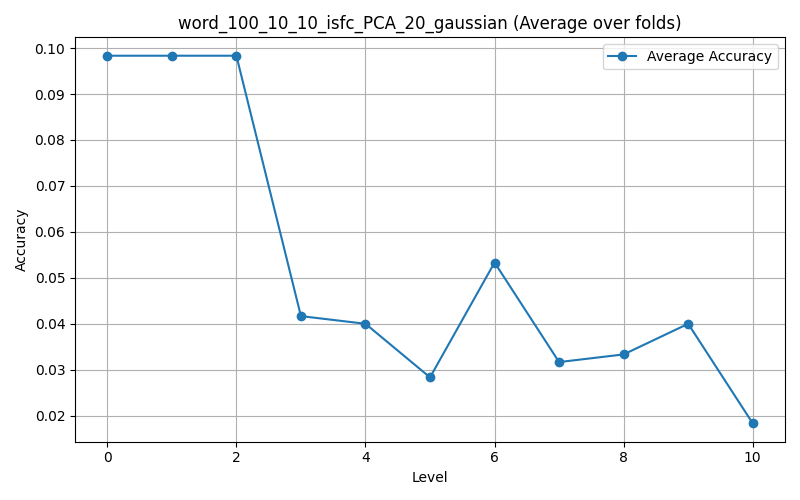 word_100_10_10_isfc_PCA_20_gaussian (Average over folds)
Average Accuracy
Accuracy
0.10
0.09
0.08
0.07
0.06
0.05
0.04
0.03
0.02
0 2 4 6 8 10
Level